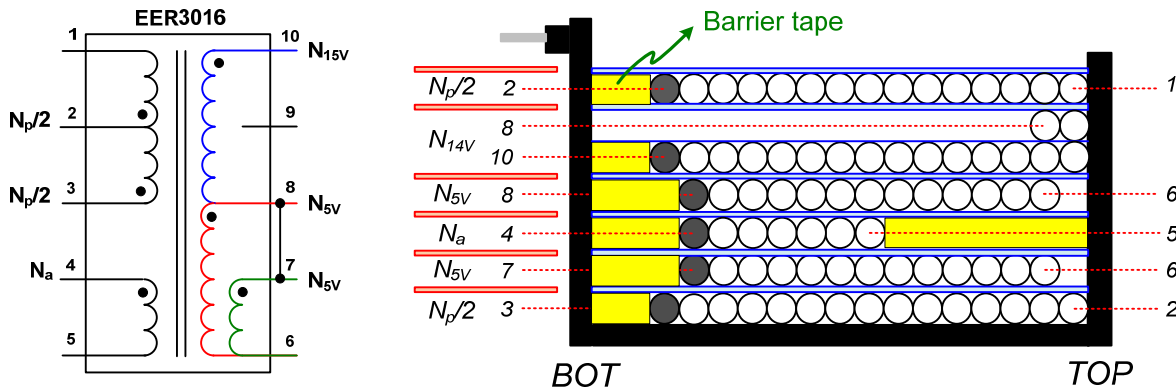 EER3016
1
10 N15V
2
Np/2
9
3
Np/2
8 N5V
4
Na
7 N5V
5
6
Barrier tape
Np/2 2 1
8
N14V
10
N5V 8 6
Na 4 5
N5V 7 6
Np/2 3 2
BOT TOP